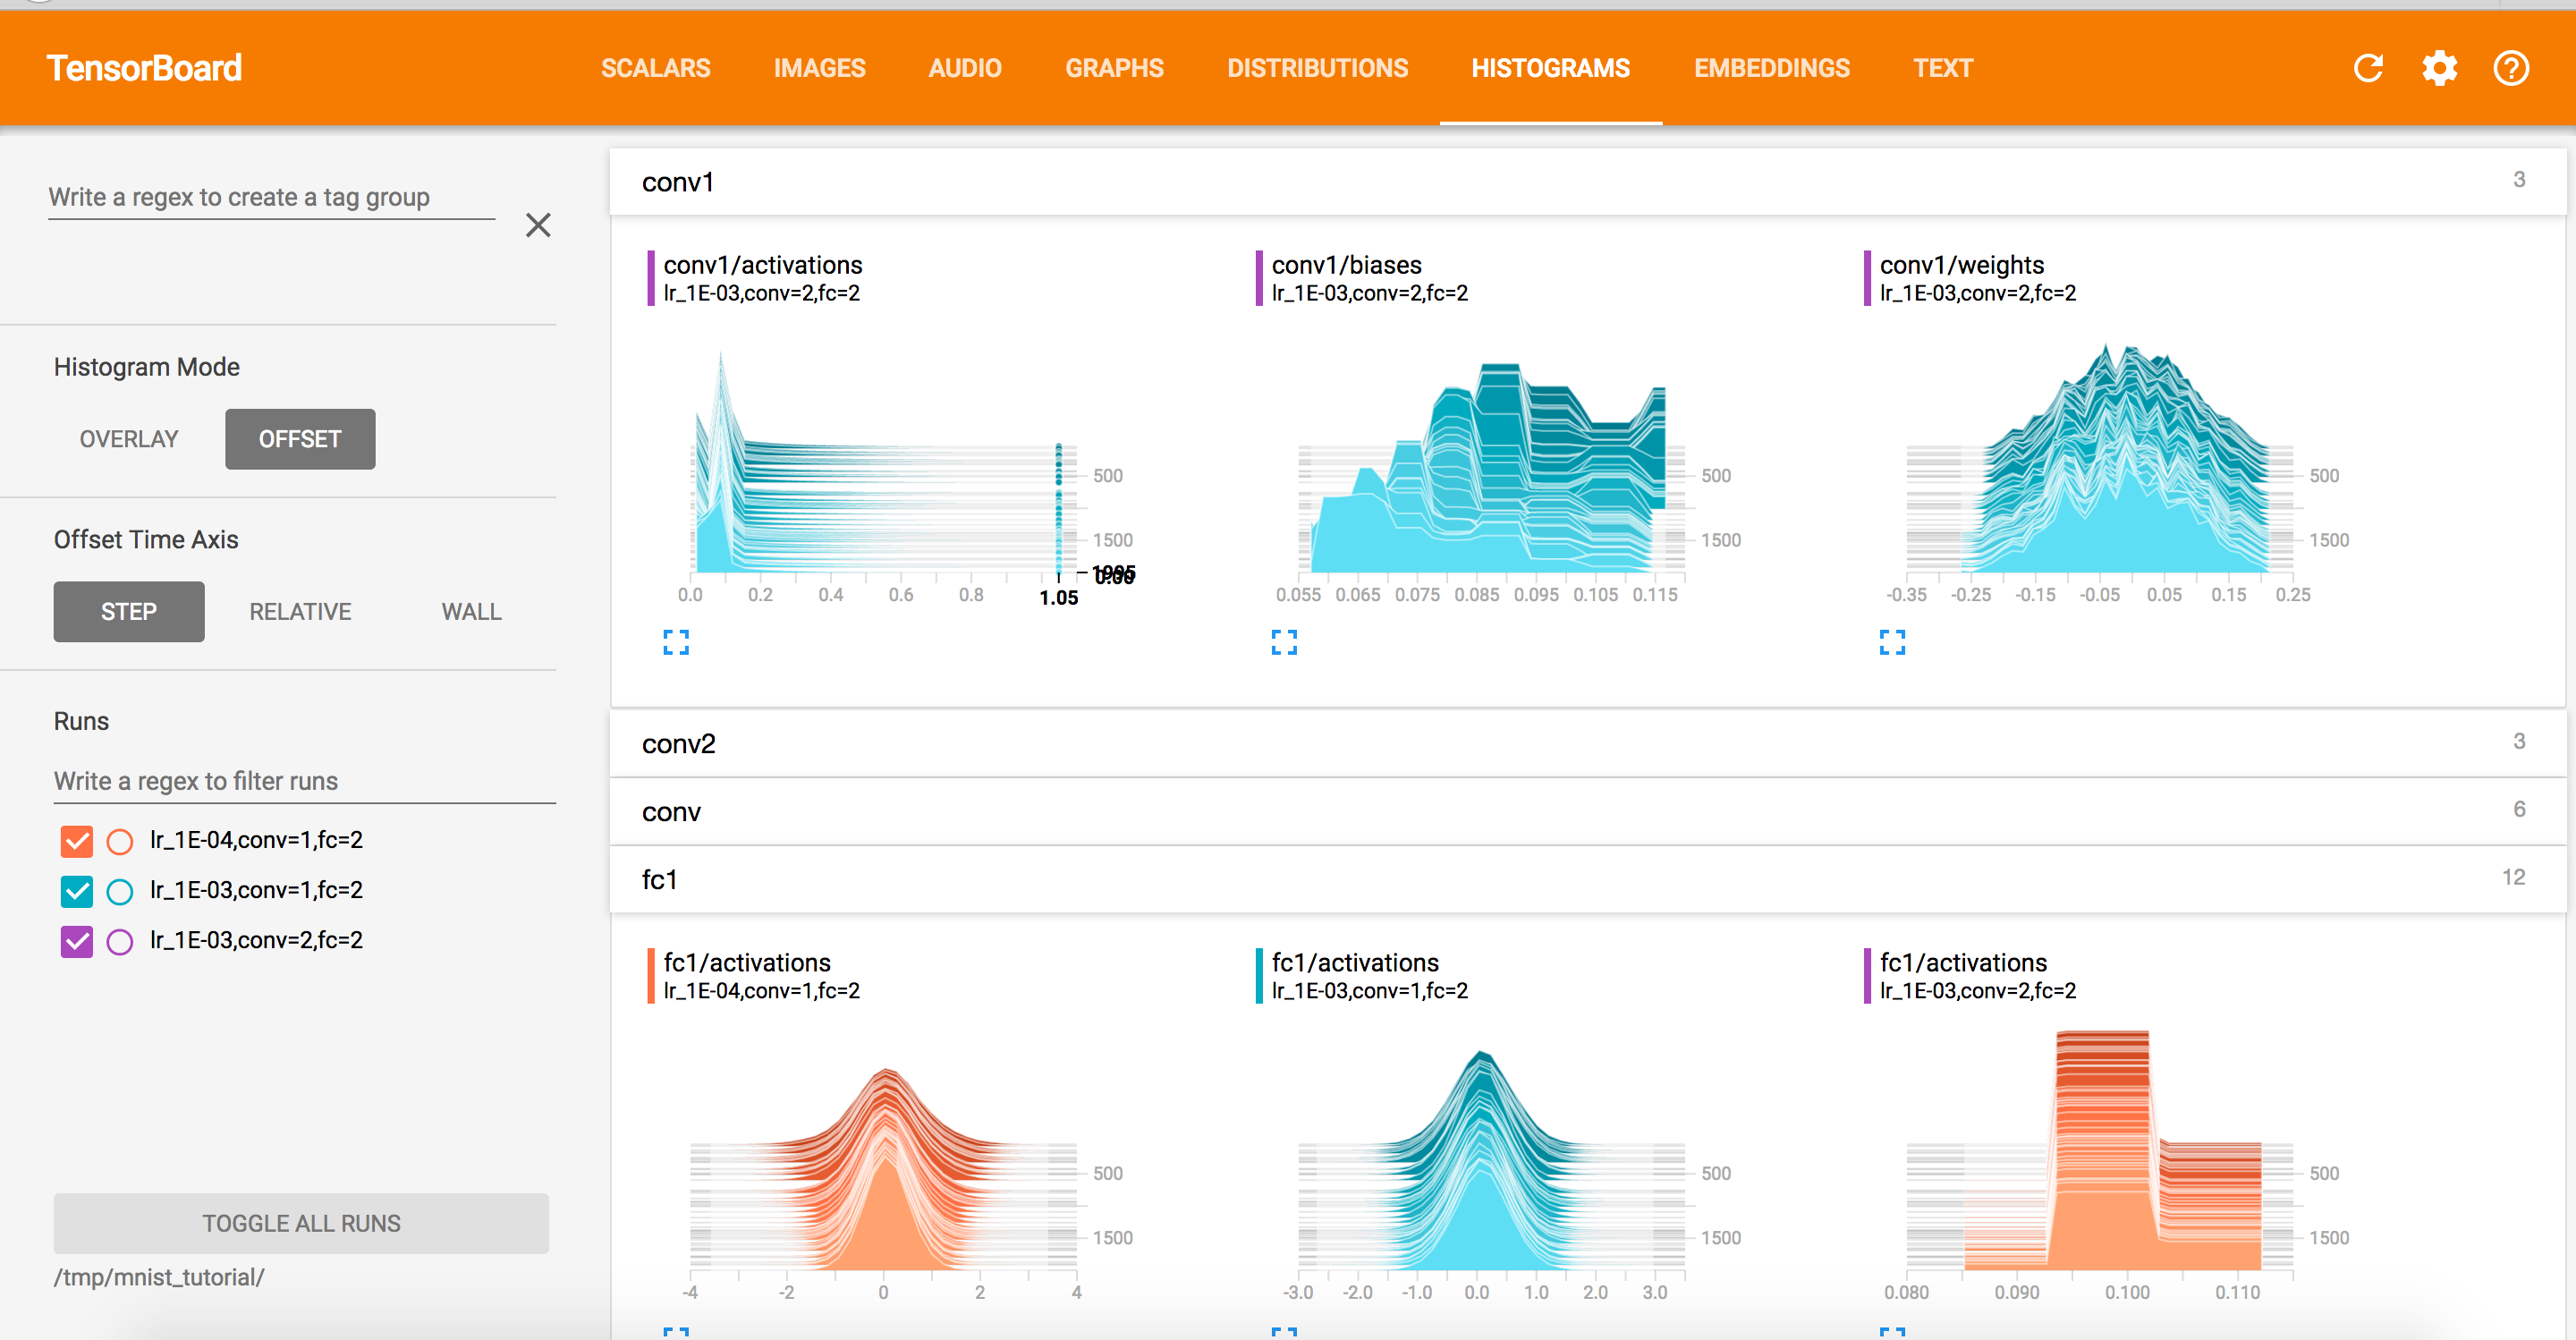 TensorBoard
SCALARS IMAGES AUDIO GRAPHS DISTRIBUTIONS HISTOGRAMS EMBEDDINGS TEXT
Write a regex to create a tag group
Histogram Mode
OVERLAY OFFSET
Offset Time Axis
STEP RELATIVE WALL
Runs
Write a regex to filter runs
lr_1E-04,conv=1,fc=2
lr_1E-03,conv=1,fc=2
lr_1E-03,conv=2,fc=2
TOGGLE ALL RUNS
/tmp/mnist_tutorial/
conv1 3
conv1/activations
lr_1E-03,conv=2,fc=2
500
1500
0.0 0.2 0.4 0.6 0.8 1.05
conv1/biases
lr_1E-03,conv=2,fc=2
500
1500
0.055 0.065 0.075 0.085 0.095 0.105 0.115
conv1/weights
lr_1E-03,conv=2,fc=2
500
1500
-0.35 -0.25 -0.15 -0.05 0.05 0.15 0.25
conv2 3
conv 6
fc1 12
fc1/activations
lr_1E-04,conv=1,fc=2
500
1500
-4 -2 0 2 4
fc1/activations
lr_1E-03,conv=1,fc=2
500
1500
-3.0 -2.0 -1.0 0.0 1.0 2.0 3.0
fc1/activations
lr_1E-03,conv=2,fc=2
500
1500
0.080 0.090 0.100 0.110